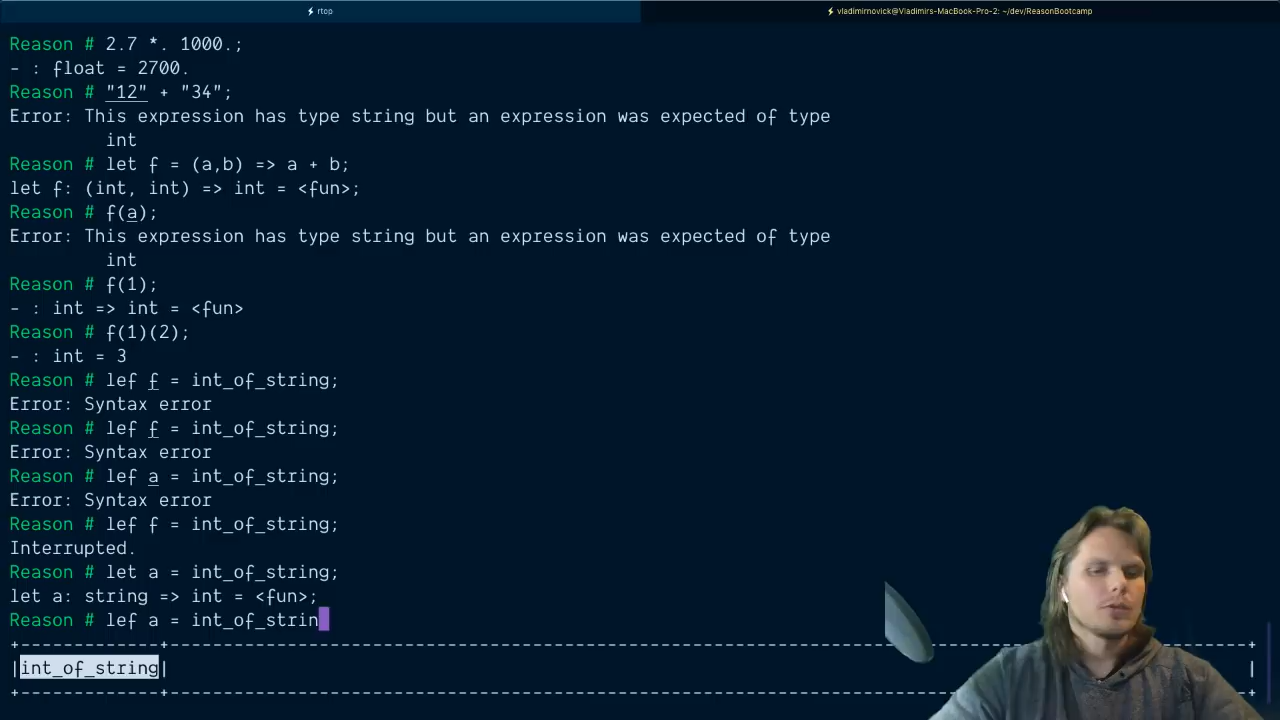 ⚡ rtop
⚡ vladimirnovick@Vladimirs-MacBook-Pro-2: ~/dev/ReasonBootcamp
Reason # 2.7 *. 1000.;
- : float = 2700.
Reason # "12" + "34";
Error: This expression has type string but an expression was expected of type
int
Reason # let f = (a,b) => a + b;
let f: (int, int) => int = <fun>;
Reason # f(a);
Error: This expression has type string but an expression was expected of type
int
Reason # f(1);
- : int => int = <fun>
Reason # f(1)(2);
- : int = 3
Reason # lef f = int_of_string;
Error: Syntax error
Reason # lef f = int_of_string;
Error: Syntax error
Reason # lef a = int_of_string;
Error: Syntax error
Reason # lef f = int_of_string;
Interrupted.
Reason # let a = int_of_string;
let a: string => int = <fun>;
Reason # lef a = int_of_strin
int_of_string